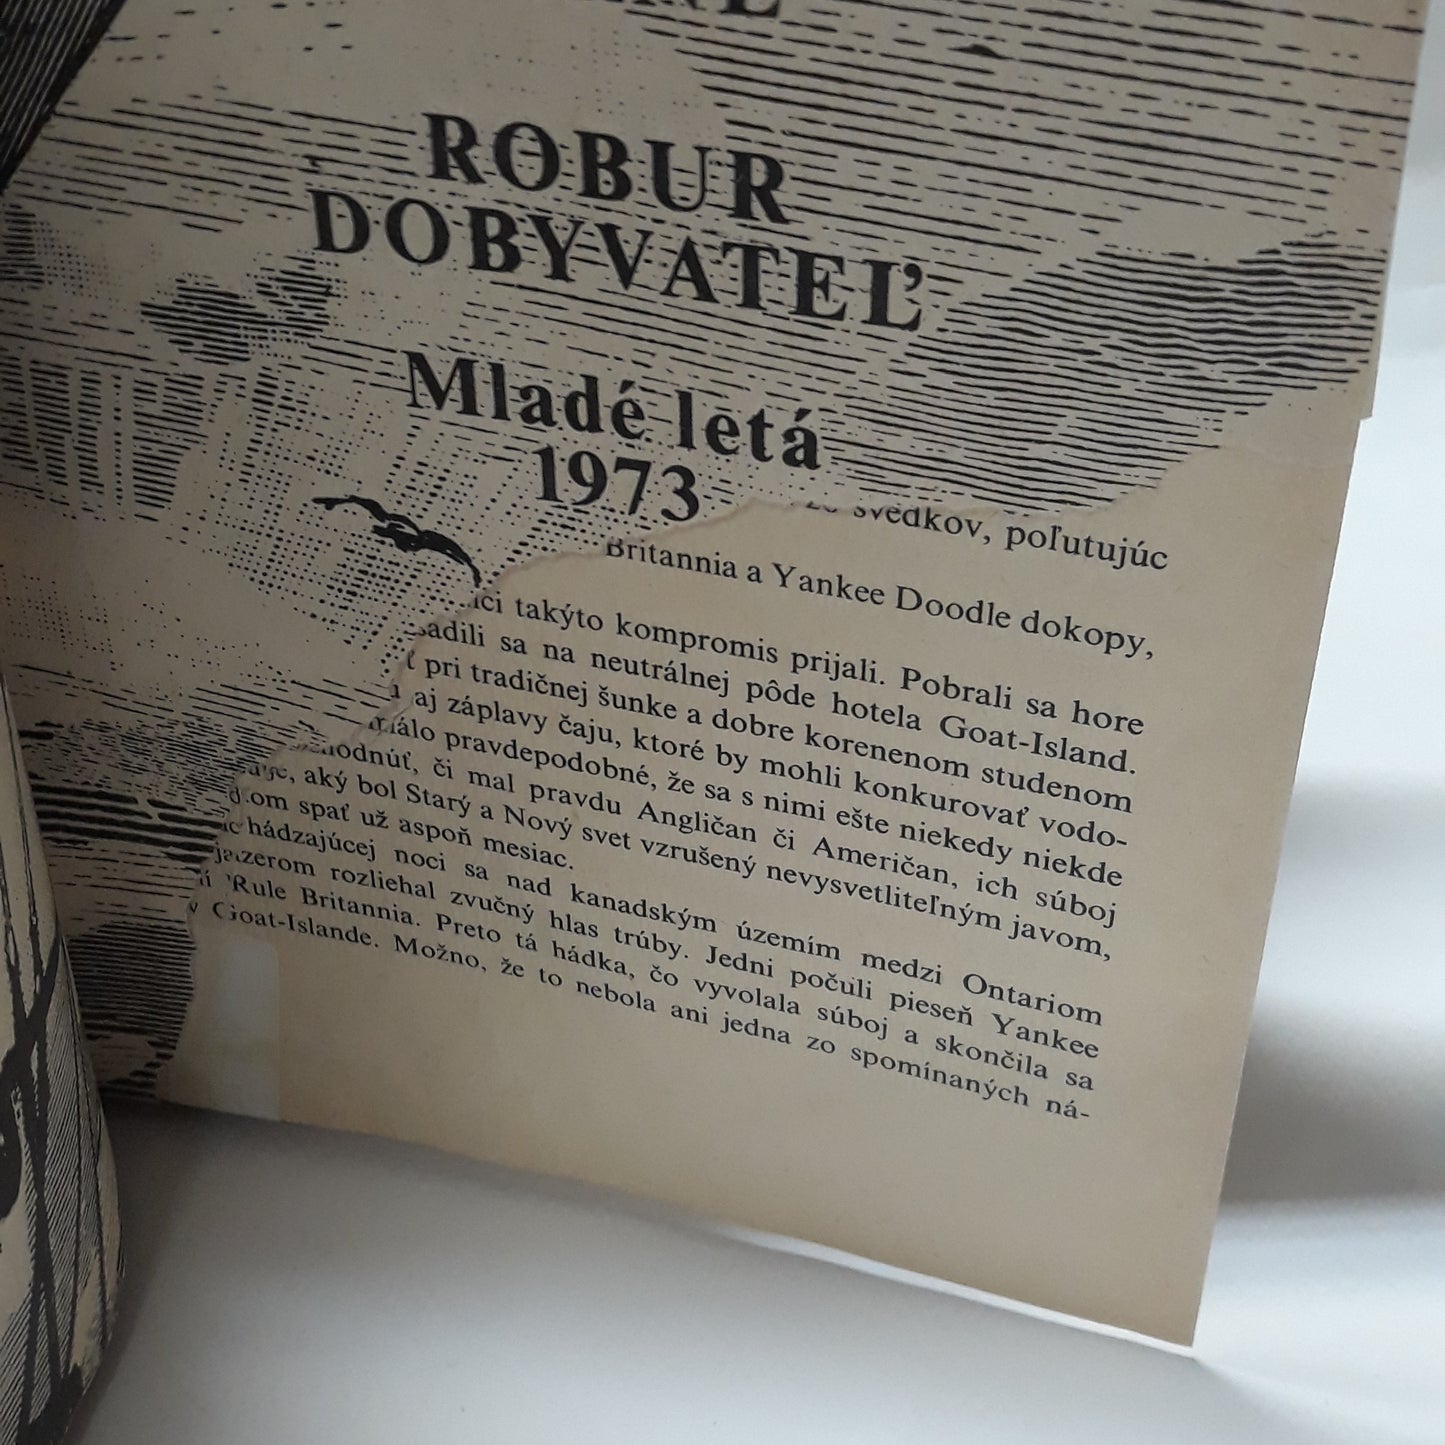 ROBUR
DOBYVATEĽ
Mladé letá
1973
svedkov, poľutujúc
Britannia a Yankee Doodle dokopy,
takýto kompromis prijali. Pobrali sa hore
sa na neutrálnej pôde hotela Goat-Island.
pri tradičnej šunke a dobre korenenom studenom
aj záplavy čaju, ktoré by mohli konkurovať vodo-
málo pravdepodobné, že sa s nimi ešte niekedy niekde
či mal pravdu Angličan či Američan, ich súboj
aký bol Starý a Nový svet vzrušený nevysvetliteľným javom,
spať už aspoň mesiac.
hádzajúcej noci sa nad kanadským územím medzi Ontariom
jazerom rozliehal zvučný hlas trúby. Jedni počuli pieseň Yankee
'Rule Britannia. Preto tá hádka, čo vyvolala súboj a skončila sa
v Goat-Islande. Možno, že to nebola ani jedna zo spomínaných ná-